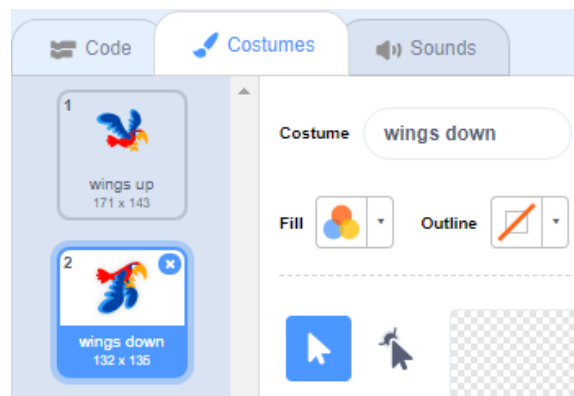 Code
Costumes
Sounds
1
wings up
171 x 143
2
wings down
132 x 135
Costume
wings down
Fill
Outline